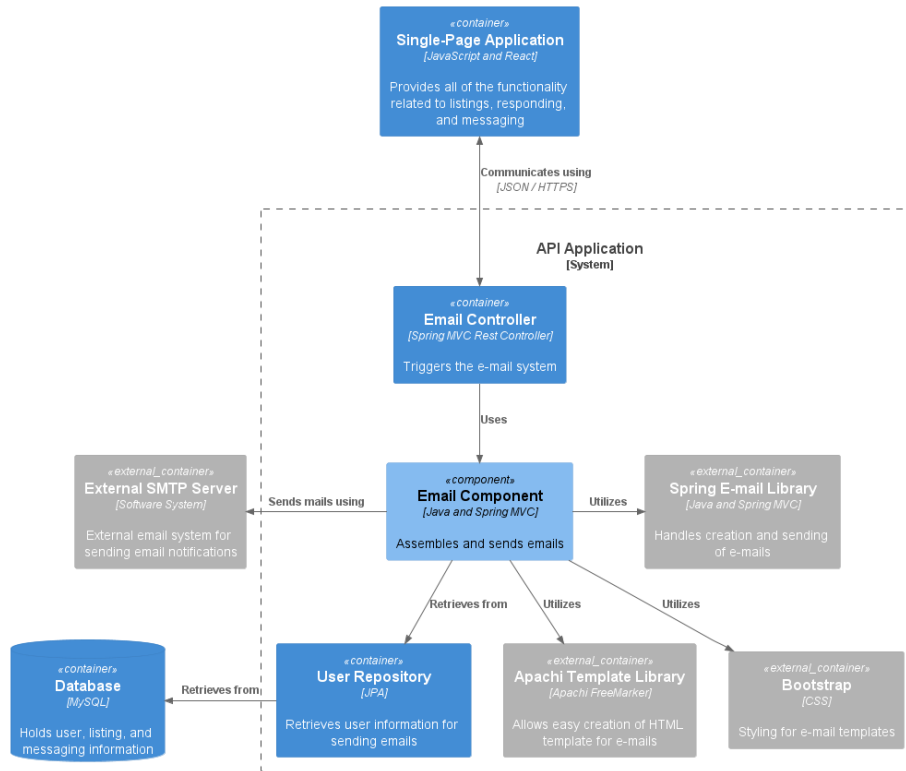 «container»
Single-Page Application
[JavaScript and React]
Provides all of the functionality
related to listings, responding,
and messaging
Communicates using
[JSON / HTTPS]
API Application
[System]
«container»
Email Controller
[Spring MVC Rest Controller]
Triggers the e-mail system
Uses
«external_container»
External SMTP Server
[Software System]
External email system for
sending email notifications
Sends mails using
«component»
Email Component
[Java and Spring MVC]
Assembles and sends emails
Utilizes
«external_container»
Spring E-mail Library
[Java and Spring MVC]
Handles creation and sending
of e-mails
Retrieves from
Utilizes
Utilizes
«container»
Database
[MySQL]
Holds user, listing, and
messaging information
Retrieves from
«container»
User Repository
[JPA]
Retrieves user information for
sending emails
«external_container»
Apachi Template Library
[Apachi FreeMarker]
Allows easy creation of HTML
template for e-mails
«external_container»
Bootstrap
[CSS]
Styling for e-mail templates